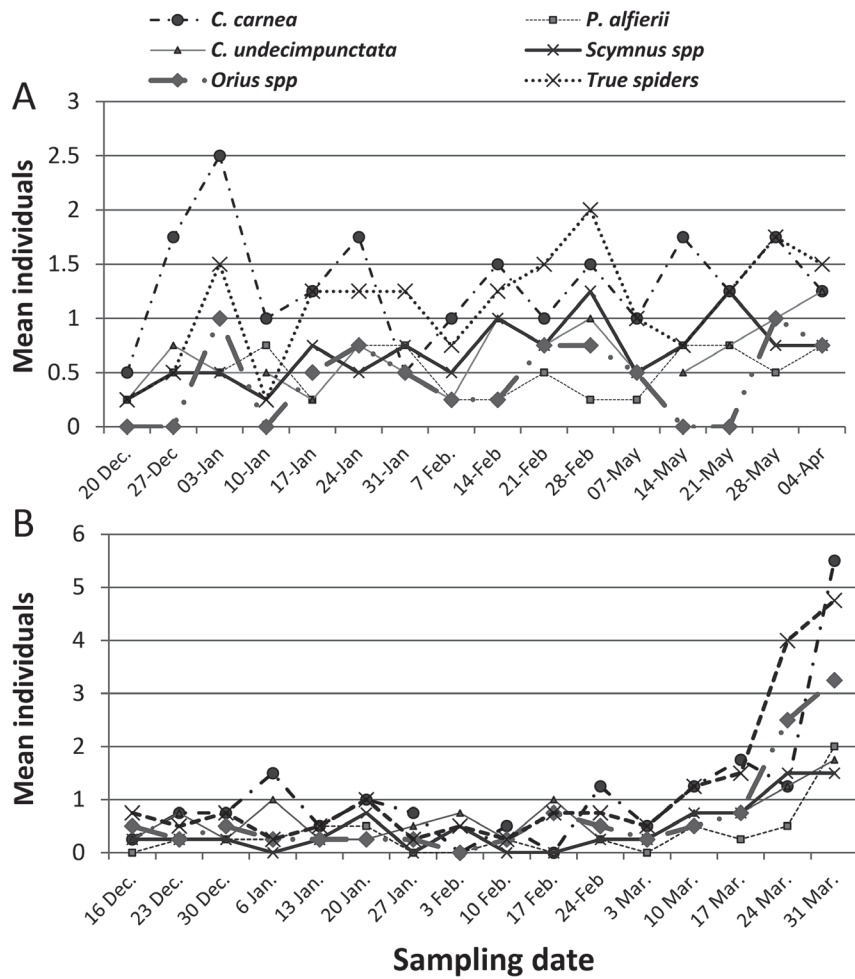 C. carnea P. alfierii
C. undecimpunctata Scymnus spp
Orius spp True spiders
A
3
2.5
2
1.5
1
0.5
0
Mean individuals
20 Dec. 27-Dec 03-Jan 10-Jan 17-Jan 24-Jan 31-Jan 7 Feb. 14-Feb 21-Feb 28-Feb 07-May 14-May 21-May 28-May 04-Apr
B
6
5
4
3
2
1
0
Mean individuals
16 Dec. 23 Dec. 30 Dec. 6 Jan. 13 Jan. 20 Jan. 27 Jan. 3 Feb. 10 Feb. 17 Feb. 24-Feb 3 Mar. 10 Mar. 17 Mar. 24 Mar. 31 Mar.
Sampling date